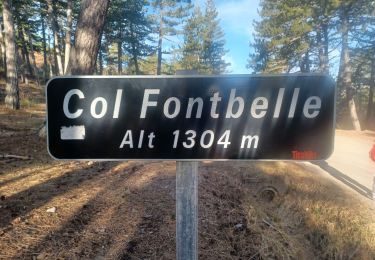 Col Fontbelle
Alt 1304 m